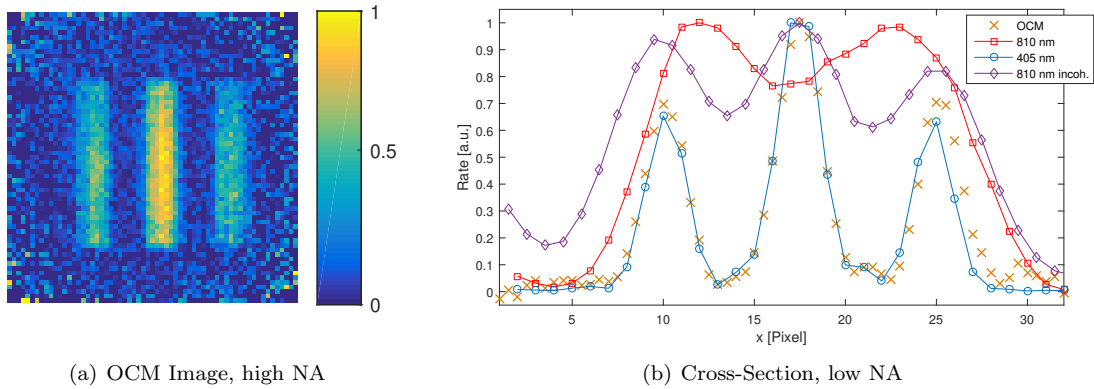 1
0.5
0
(a) OCM Image, high NA
1
0.9
0.8
0.7
0.6
0.5
0.4
0.3
0.2
0.1
0
Rate [a.u.]
5 10 15 20 25 30
x [Pixel]
OCM
810 nm
405 nm
810 nm incoh.
(b) Cross-Section, low NA